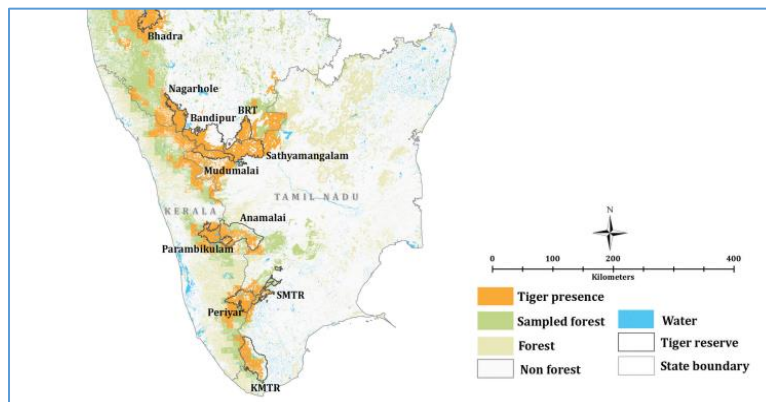 Bhadra
Nagarhole
Bandipur
BRT
Sathyamangalam
Mudumalai
TAMIL NADU
KERALA
Anamalai
Parambikulam
SMTR
Periyar
KMTR
N
0 100 200 300 400
Kilometers
Tiger presence
Sampled forest
Forest
Non forest
Water
Tiger reserve
State boundary